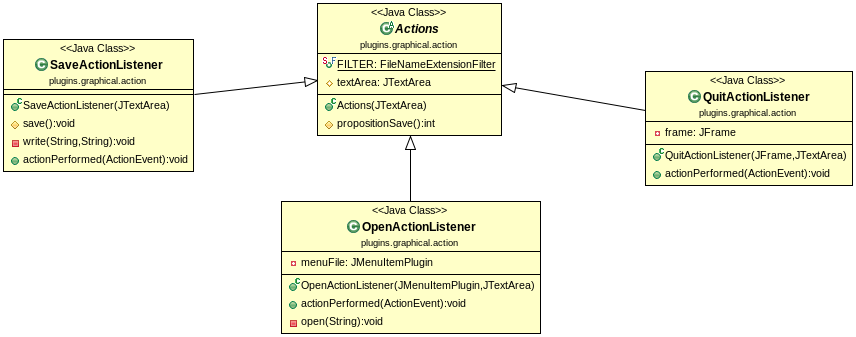 <<Java Class>>
SaveActionListener
plugins.graphical.action
SaveActionListener(JTextArea)
save():void
write(String,String):void
actionPerformed(ActionEvent):void
<<Java Class>>
Actions
plugins.graphical.action
FILTER: FileNameExtensionFilter
textArea: JTextArea
Actions(JTextArea)
propositionSave():int
<<Java Class>>
QuitActionListener
plugins.graphical.action
frame: JFrame
QuitActionListener(JFrame,JTextArea)
actionPerformed(ActionEvent):void
<<Java Class>>
OpenActionListener
plugins.graphical.action
menuFile: JMenuItemPlugin
OpenActionListener(JMenuItemPlugin,JTextArea)
actionPerformed(ActionEvent):void
open(String):void